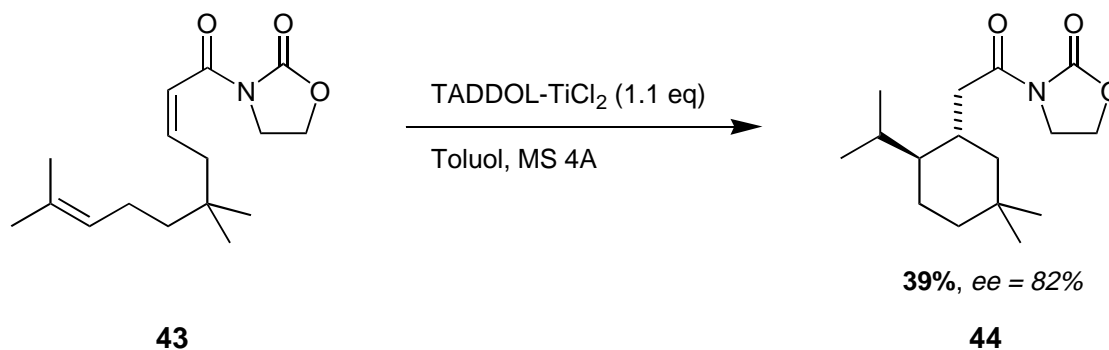 O
O
N
O
TADDOL-TiCl₂ (1.1 eq)
Toluol, MS 4A
O
O
N
O
39%, ee = 82%
43
44